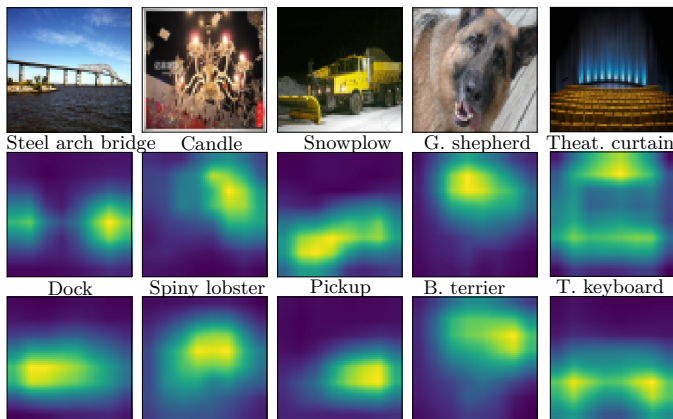 Steel arch bridge Candle Snowplow G. shepherd Theat. curtain
Dock Spiny lobster Pickup B. terrier T. keyboard